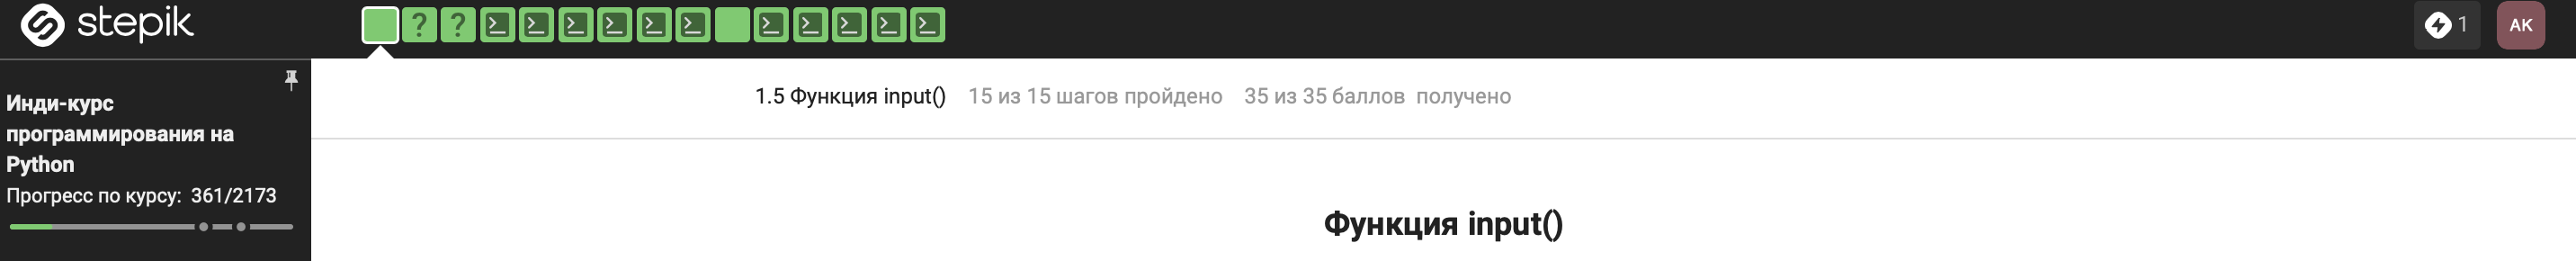 stepik
? ?
1
AK
Инди-курс
программирования на
Python
Прогресс по курсу: 361/2173
1.5 Функция input() 15 из 15 шагов пройдено 35 из 35 баллов получено
Функция input()